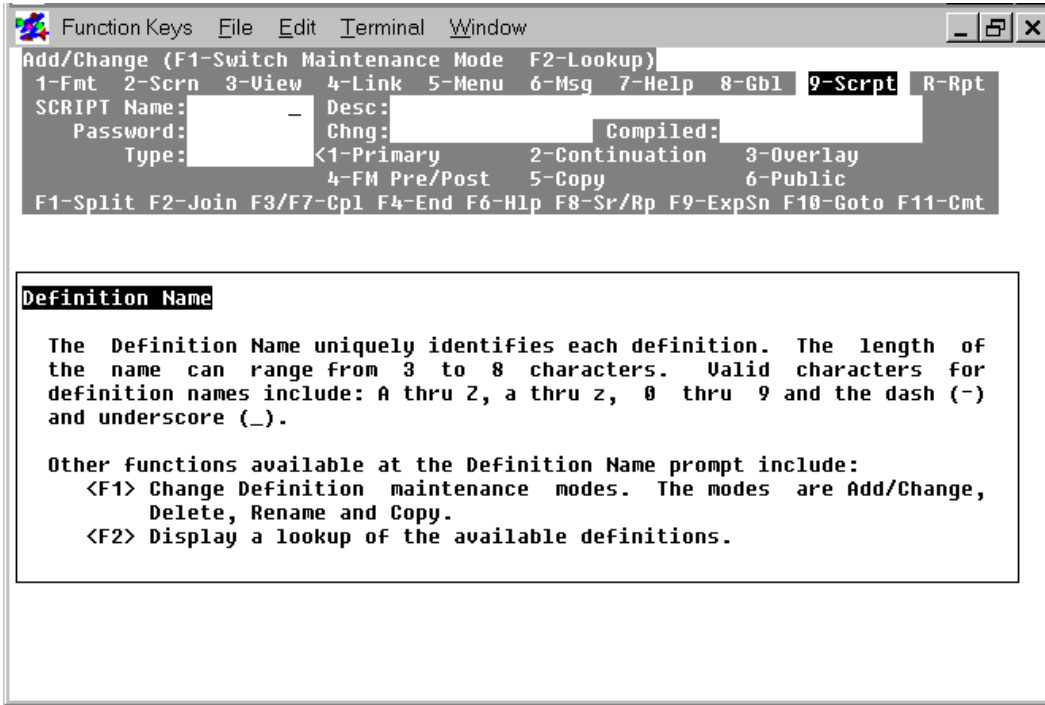 Function Keys File Edit Terminal Window
Add/Change (F1-Switch Maintenance Mode F2-Lookup)
1-Fmt 2-Scrn 3-View 4-Link 5-Menu 6-Msg 7-Help 8-Gbl 9-Scrpt R-Rpt
SCRIPT Name: _ Desc:
Password: Chng: Compiled:
Type: <1-Primary 2-Continuation 3-Overlay
4-FM Pre/Post 5-Copy 6-Public
F1-Split F2-Join F3/F7-Cpl F4-End F6-Hlp F8-Sr/Rp F9-ExpSn F10-Goto F11-Cmt
Definition Name
The Definition Name uniquely identifies each definition. The length of
the name can range from 3 to 8 characters. Valid characters for
definition names include: A thru Z, a thru z, 0 thru 9 and the dash (-)
and underscore (_).
Other functions available at the Definition Name prompt include:
<F1> Change Definition maintenance modes. The modes are Add/Change,
Delete, Rename and Copy.
<F2> Display a lookup of the available definitions.